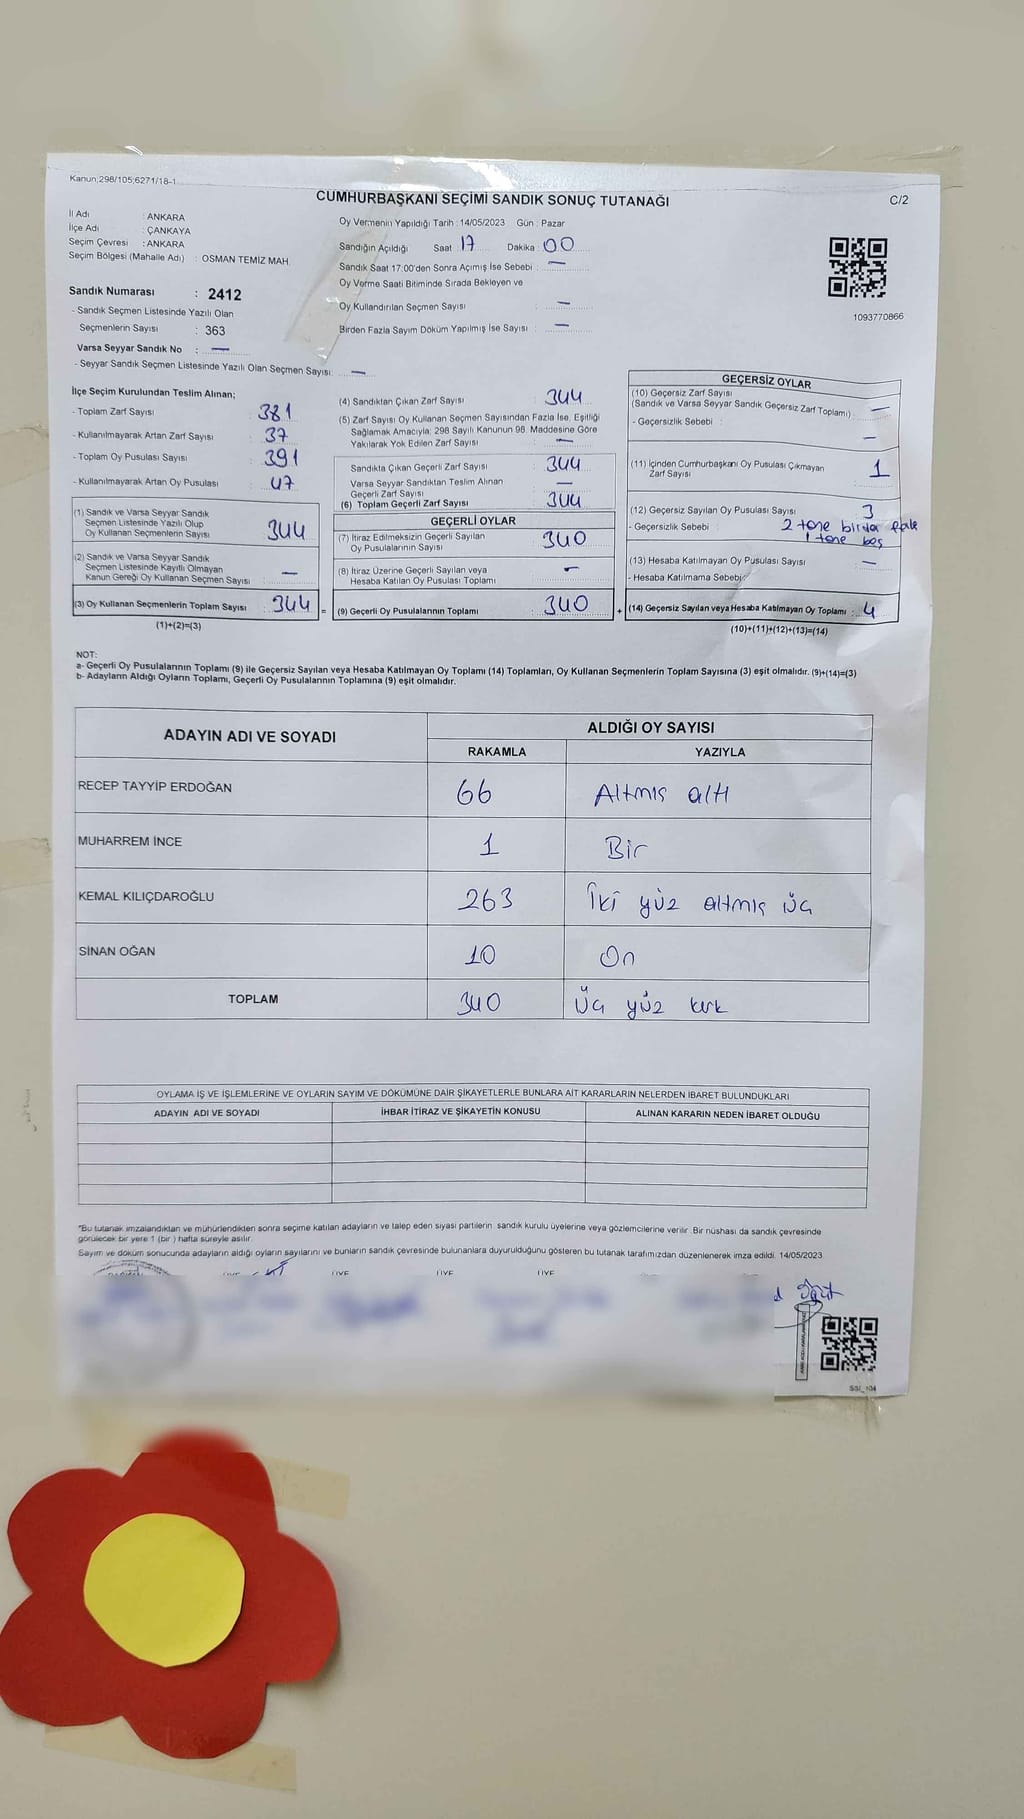 Kanun;298/105;6271/18-1
CUMHURBAŞKANI SEÇİMİ SANDIK SONUÇ TUTANAĞI
C/2
İl Adı : ANKARA
İlçe Adı : ÇANKAYA
Seçim Çevresi : ANKARA
Seçim Bölgesi (Mahalle Adı) : OSMAN TEMİZ MAH.
Sandık Numarası : 2412
- Sandık Seçmen Listesinde Yazılı Olan
Seçmenlerin Sayısı : 363
Varsa Seyyar Sandık No : —
- Seyyar Sandık Seçmen Listesinde Yazılı Olan Seçmen Sayısı: —
Oy Vermenin Yapıldığı Tarih : 14/05/2023 Gün : Pazar
Sandığın Açıldığı Saat : 17 Dakika : 00
Sandık Saat 17:00'den Sonra Açımış İse Sebebi : —
Oy Verme Saati Bitiminde Sırada Bekleyen ve
Oy Kullandırılan Seçmen Sayısı : —
Birden Fazla Sayım Döküm Yapılmış İse Sayısı : —
1093770866
İlçe Seçim Kurulundan Teslim Alınan;
- Toplam Zarf Sayısı : 381
- Kullanılmayarak Artan Zarf Sayısı : 37
- Toplam Oy Pusulası Sayısı : 391
- Kullanılmayarak Artan Oy Pusulası : 47
(1) Sandık ve Varsa Seyyar Sandık
Seçmen Listesinde Yazılı Olup
Oy Kullanan Seçmenlerin Sayısı : 344
(2) Sandık ve Varsa Seyyar Sandık
Seçmen Listesinde Kayıtlı Olmayan
Kanun Gereği Oy Kullanan Seçmen Sayısı : —
(3) Oy Kullanan Seçmenlerin Toplam Sayısı : 344 =
(1)+(2)=(3)
(4) Sandıktan Çıkan Zarf Sayısı : 344
(5) Zarf Sayısı Oy Kullanan Seçmen Sayısından Fazla İse, Eşitliği
Sağlamak Amacıyla; 298 Sayılı Kanunun 98. Maddesine Göre
Yakılarak Yok Edilen Zarf Sayısı : —
Sandıkta Çıkan Geçerli Zarf Sayısı : 344
Varsa Seyyar Sandıktan Teslim Alınan
Geçerli Zarf Sayısı : —
(6) Toplam Geçerli Zarf Sayısı : 344
GEÇERLİ OYLAR
(7) İtiraz Edilmeksizin Geçerli Sayılan
Oy Pusulalarının Sayısı : 340
(8) İtiraz Üzerine Geçerli Sayılan veya
Hesaba Katılan Oy Pusulası Toplamı : —
(9) Geçerli Oy Pusulalarının Toplamı : 340 +
GEÇERSİZ OYLAR
(10) Geçersiz Zarf Sayısı
(Sandık ve Varsa Seyyar Sandık Geçersiz Zarf Toplamı) : —
- Geçersizlik Sebebi : —
(11) İçinden Cumhurbaşkanı Oy Pusulası Çıkmayan
Zarf Sayısı : 1
(12) Geçersiz Sayılan Oy Pusulası Sayısı : 3
- Geçersizlik Sebebi : 2 tane birden fazla
1 tane boş
(13) Hesaba Katılmayan Oy Pusulası Sayısı : —
- Hesaba Katılmama Sebebi:
(14) Geçersiz Sayılan veya Hesaba Katılmayan Oy Toplamı : 4
(10)+(11)+(12)+(13)=(14)
NOT:
a- Geçerli Oy Pusulalarının Toplamı (9) ile Geçersiz Sayılan veya Hesaba Katılmayan Oy Toplamı (14) Toplamları, Oy Kullanan Seçmenlerin Toplam Sayısına (3) eşit olmalıdır. (9)+(14)=(3)
b- Adayların Aldığı Oyların Toplamı, Geçerli Oy Pusulalarının Toplamına (9) eşit olmalıdır.
ADAYIN ADI VE SOYADI ALDIĞI OY SAYISI
RAKAMLA YAZIYLA
RECEP TAYYİP ERDOĞAN 66 Altmış altı
MUHARREM İNCE 1 Bir
KEMAL KILIÇDAROĞLU 263 İki yüz altmış üç
SİNAN OĞAN 10 On
TOPLAM 340 Üç yüz kırk
OYLAMA İŞ VE İŞLEMLERİNE VE OYLARIN SAYIM VE DÖKÜMÜNE DAİR ŞİKAYETLERLE BUNLARA AİT KARARLARIN NELERDEN İBARET BULUNDUKLARI
ADAYIN ADI VE SOYADI İHBAR İTİRAZ VE ŞİKAYETİN KONUSU ALINAN KARARIN NEDEN İBARET OLDUĞU
*Bu tutanak imzalandıktan ve mühürlendikten sonra seçime katılan adayların ve talep eden siyasi partilerin sandık kurulu üyelerine veya gözlemcilerine verilir. Bir nüshası da sandık çevresinde
görülecek bir yere 1 (bir ) hafta süreyle asılır.
Sayım ve döküm sonucunda adayların aldığı oyların sayılarını ve bunların sandık çevresinde bulunanlara duyurulduğunu gösteren bu tutanak tarafımızdan düzenlenerek imza edildi. 14/05/2023
ÜYE ÜYE ÜYE ÜYE